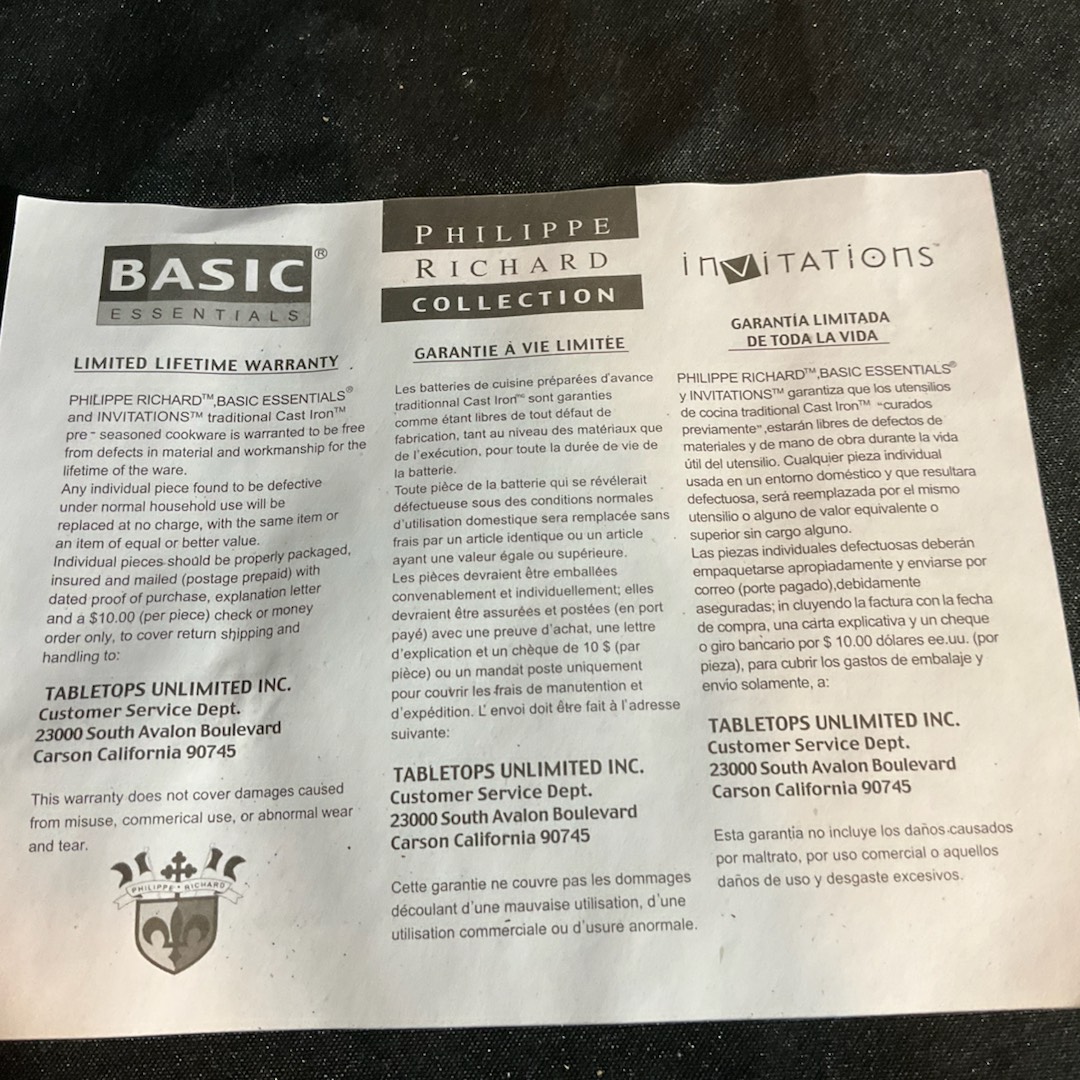 BASIC®
ESSENTIALS
LIMITED LIFETIME WARRANTY
PHILIPPE RICHARD™,BASIC ESSENTIALS®
and INVITATIONS™ traditional Cast Iron™
pre-seasoned cookware is warranted to be free
from defects in material and workmanship for the
lifetime of the ware.
Any individual piece found to be defective
under normal household use will be
replaced at no charge, with the same item or
an item of equal or better value.
Individual pieces should be properly packaged,
insured and mailed (postage prepaid) with
dated proof of purchase, explanation letter
and a $10.00 (per piece) check or money
order only, to cover return shipping and
handling to:
TABLETOPS UNLIMITED INC.
Customer Service Dept.
23000 South Avalon Boulevard
Carson California 90745
This warranty does not cover damages caused
from misuse, commerical use, or abnormal wear
and tear.
PHILIPPE • RICHARD
PHILIPPE
RICHARD
COLLECTION
GARANTIE À VIE LIMITÉE
Les batteries de cuisine préparées d'avance
traditionnal Cast Iron™ sont garanties
comme étant libres de tout défaut de
fabrication, tant au niveau des matériaux que
de l'exécution, pour toute la durée de vie de
la batterie.
Toute pièce de la batterie qui se révélerait
défectueuse sous des conditions normales
d'utilisation domestique sera remplacée sans
frais par un article identique ou un article
ayant une valeur égale ou supérieure.
Les pièces devraient être emballées
convenablement et individuellement; elles
devraient être assurées et postées (en port
payé) avec une preuve d'achat, une lettre
d'explication et un chèque de 10 $ (par
pièce) ou un mandat poste uniquement
pour couvrir les frais de manutention et
d'expédition. L'envoi doit être fait à l'adresse
suivante:
TABLETOPS UNLIMITED INC.
Customer Service Dept.
23000 South Avalon Boulevard
Carson California 90745
Cette garantie ne couvre pas les dommages
découlant d'une mauvaise utilisation, d'une
utilisation commerciale ou d'usure anormale.
inViTATionS™
GARANTÍA LIMITADA
DE TODA LA VIDA
PHILIPPE RICHARD™,BASIC ESSENTIALS®
y INVITATIONS™ garantiza que los utensilios
de cocina traditional Cast Iron™ "curados
previamente",estarán libres de defectos de
materiales y de mano de obra durante la vida
útil del utensilio. Cualquier pieza individual
usada en un entorno doméstico y que resultara
defectuosa, será reemplazada por el mismo
utensilio o alguno de valor equivalente o
superior sin cargo alguno.
Las piezas individuales defectuosas deberán
empaquetarse apropiadamente y enviarse por
correo (porte pagado),debidamente
aseguradas; in cluyendo la factura con la fecha
de compra, una cárta explicativa y un cheque
o giro bancario por $ 10.00 dólares ee.uu. (por
pieza), para cubrir los gastos de embalaje y
envio solamente, a:
TABLETOPS UNLIMITED INC.
Customer Service Dept.
23000 South Avalon Boulevard
Carson California 90745
Esta garantia no incluye los daños causados
por maltrato, por uso comercial o aquellos
daños de uso y desgaste excesivos.